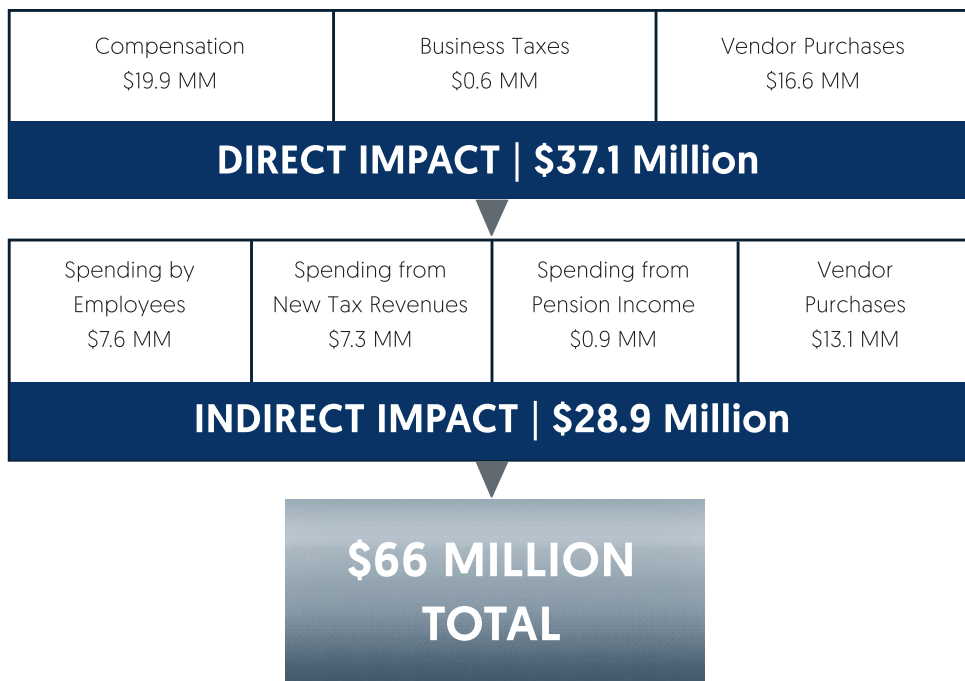 Compensation
$19.9 MM
Business Taxes
$0.6 MM
Vendor Purchases
$16.6 MM
DIRECT IMPACT | $37.1 Million
Spending by
Employees
$7.6 MM
Spending from
New Tax Revenues
$7.3 MM
Spending from
Pension Income
$0.9 MM
Vendor
Purchases
$13.1 MM
INDIRECT IMPACT | $28.9 Million
$66 MILLION
TOTAL